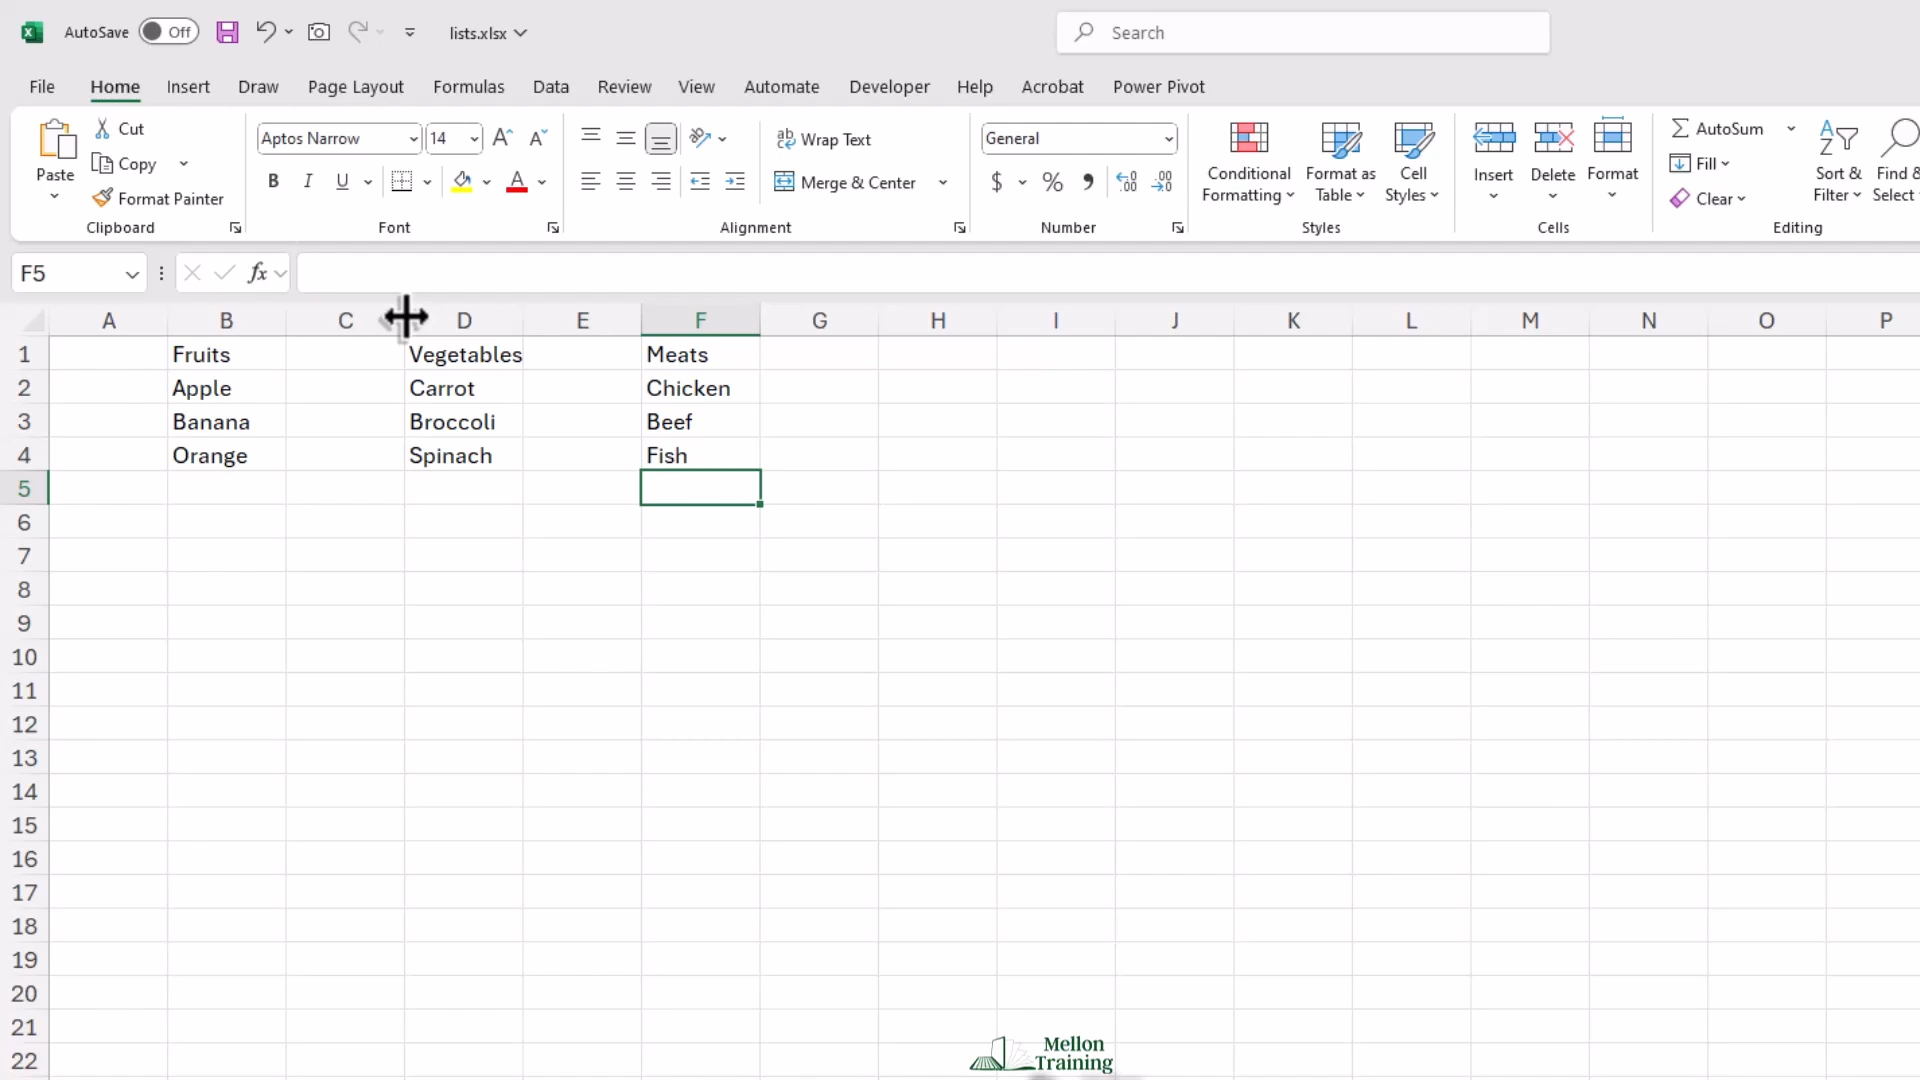 AutoSave Off lists.xlsx Search
File Home Insert Draw Page Layout Formulas Data Review View Automate Developer Help Acrobat Power Pivot
Paste Cut Copy Format Painter
Clipboard
Aptos Narrow 14
B I U A
Font
Wrap Text
Merge & Center
Alignment
General
$ % 9
Number
Conditional Formatting Format as Table Cell Styles
Styles
Insert Delete Format
Cells
AutoSum
Fill
Clear
Sort & Filter Find & Select
Editing
F5 fx
A B C D E F G H I J K L M N O P
1 Fruits Vegetables Meats
2 Apple Carrot Chicken
3 Banana Broccoli Beef
4 Orange Spinach Fish
5
6
7
8
9
10
11
12
13
14
15
16
17
18
19
20
21
22
Mellon
Training